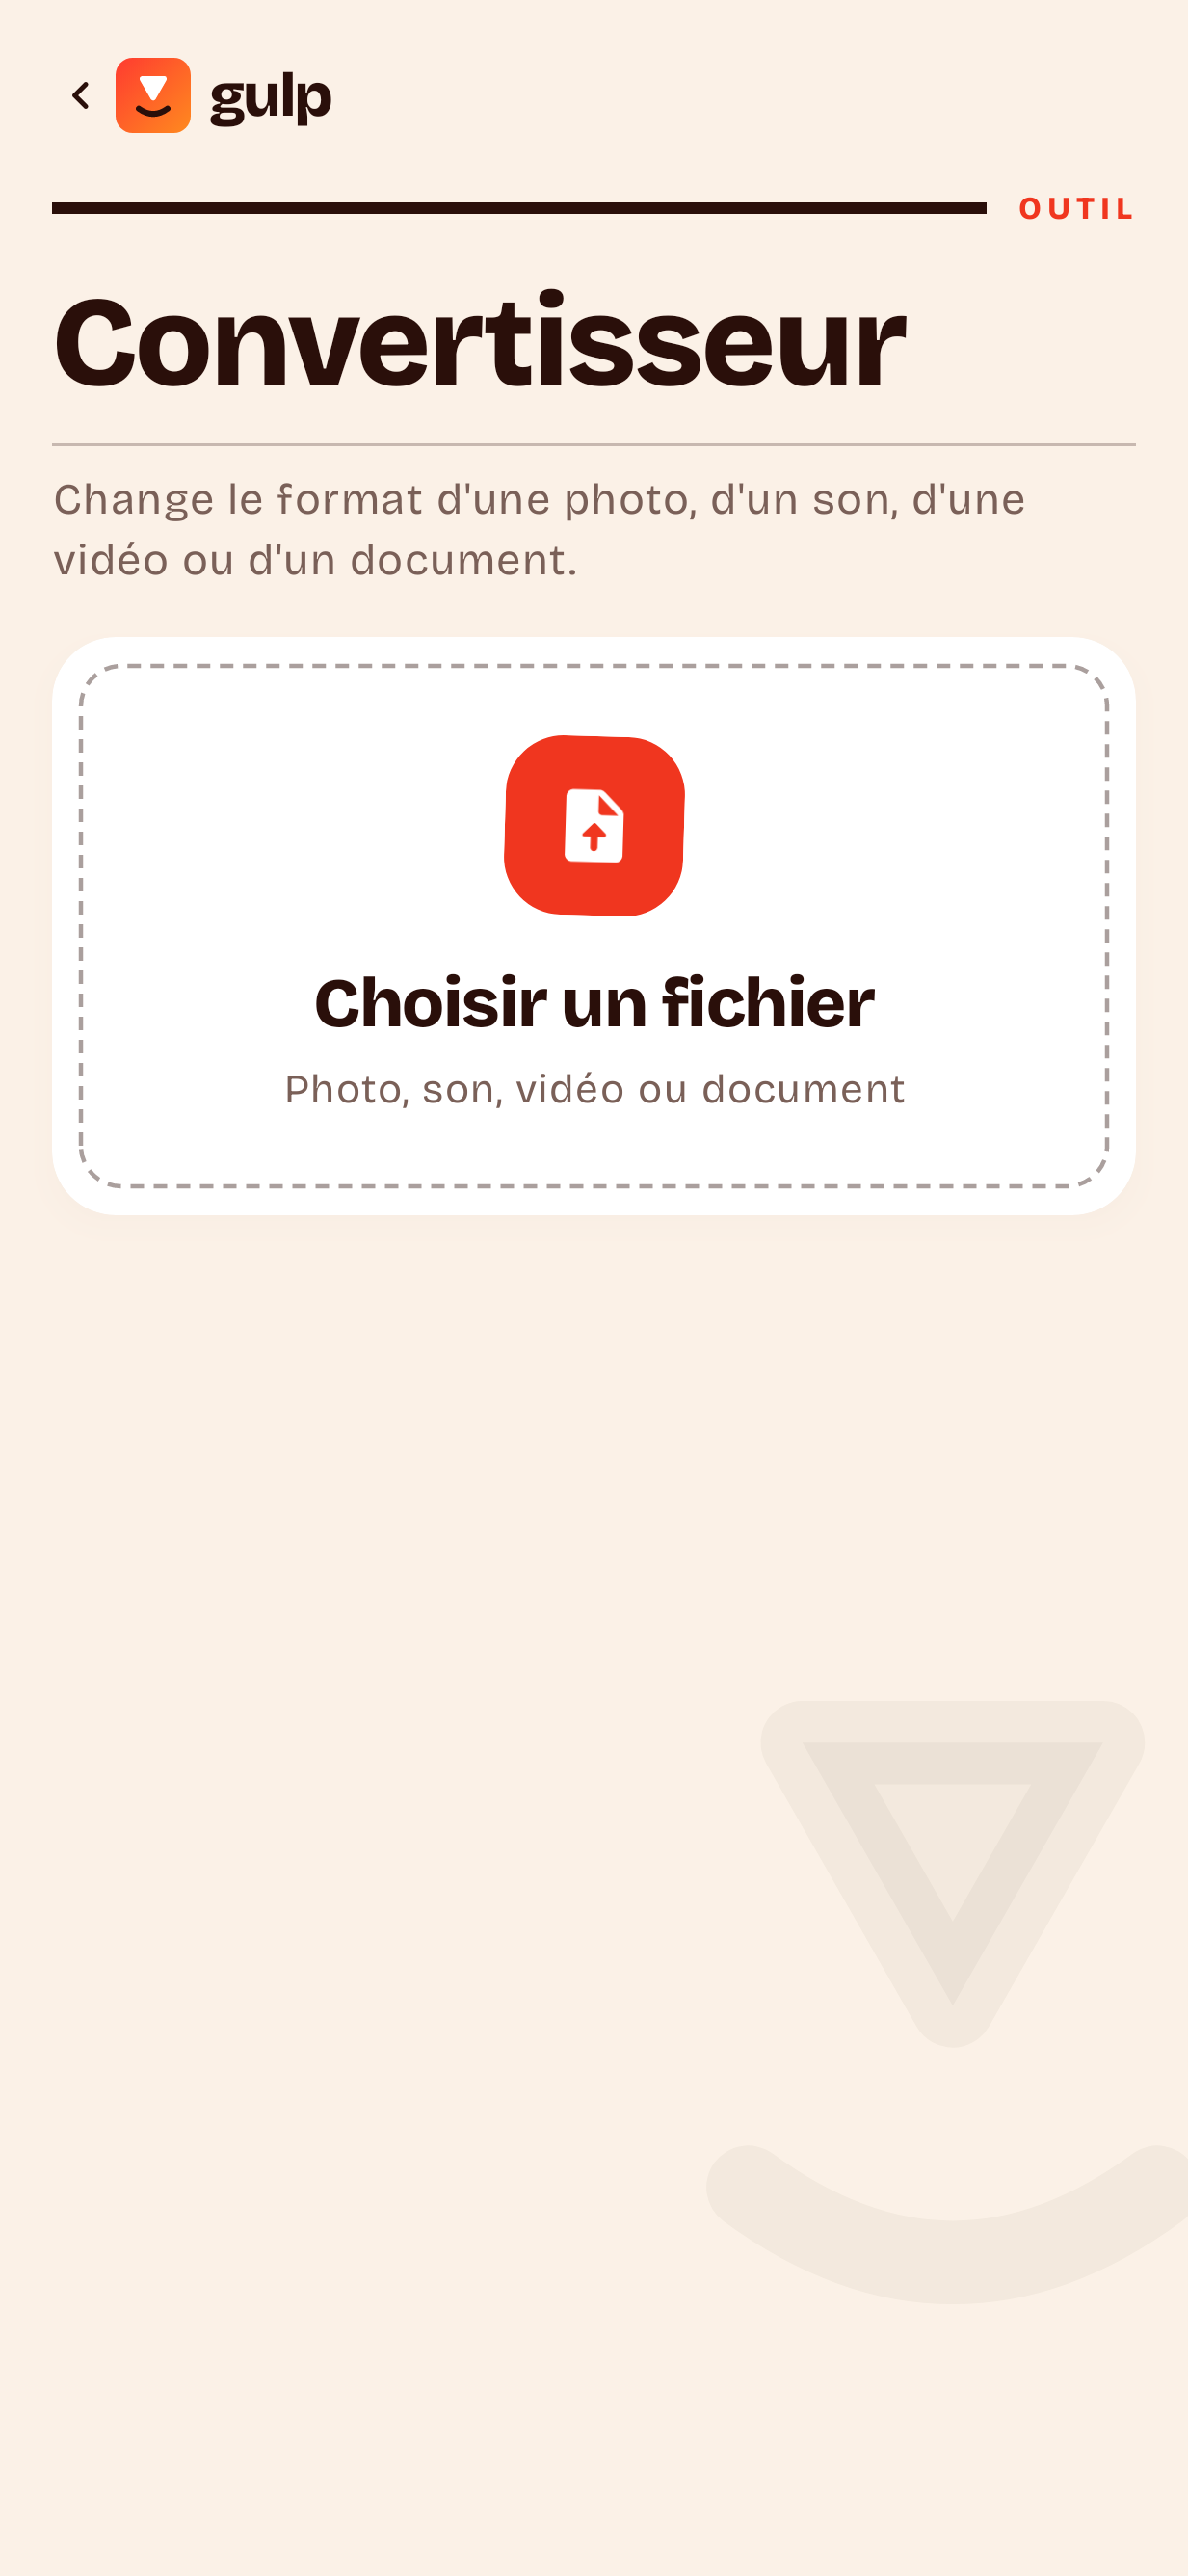 gulp
OUTIL
Convertisseur
Change le format d'une photo, d'un son, d'une
vidéo ou d'un document.
Choisir un fichier
Photo, son, vidéo ou document